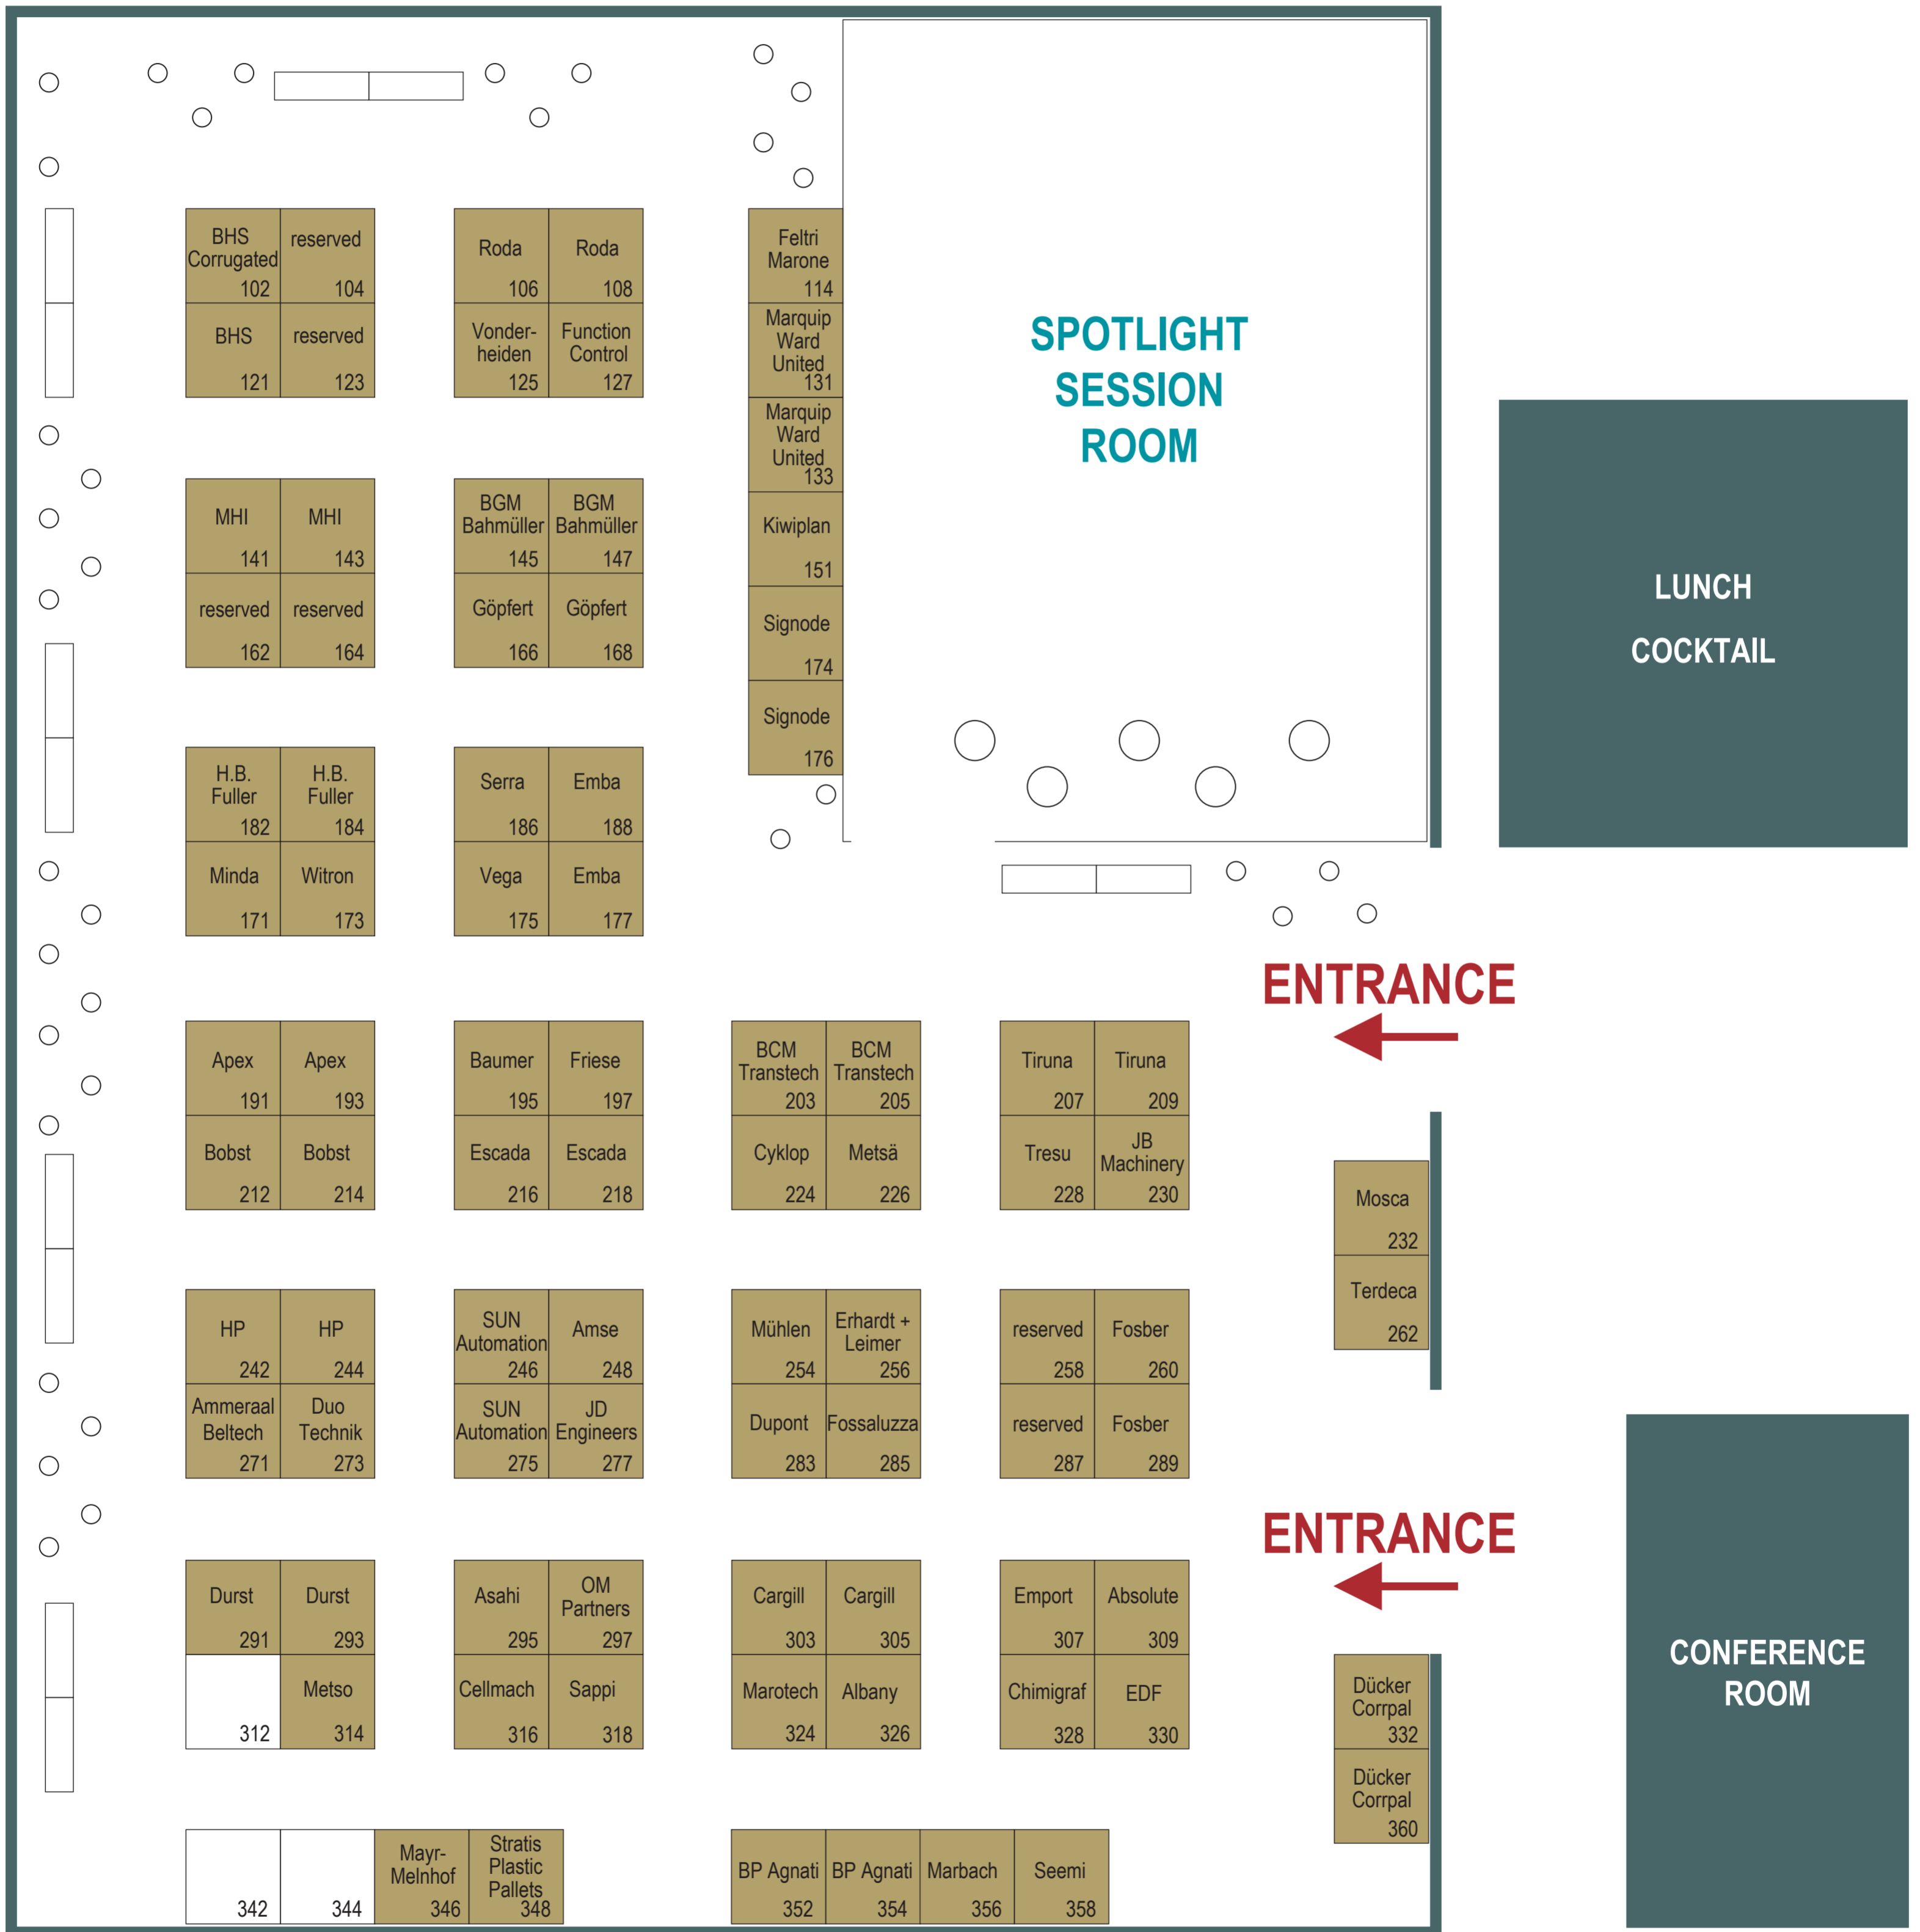 BHS
Corrugated
102
reserved
104
BHS
121
reserved
123
Roda
106
Roda
108
Vonder-
heiden
125
Function
Control
127
Feltri
Marone
114
Marquip
Ward
United
131
Marquip
Ward
United
133
Kiwiplan
151
Signode
174
Signode
176
SPOTLIGHT
SESSION
ROOM
LUNCH
COCKTAIL
MHI
141
MHI
143
reserved
162
reserved
164
BGM
Bahmüller
145
BGM
Bahmüller
147
Göpfert
166
Göpfert
168
H.B.
Fuller
182
H.B.
Fuller
184
Minda
171
Witron
173
Serra
186
Emba
188
Vega
175
Emba
177
ENTRANCE
Apex
191
Apex
193
Bobst
212
Bobst
214
Baumer
195
Friese
197
Escada
216
Escada
218
BCM
Transtech
203
BCM
Transtech
205
Cyklop
224
Metsä
226
Tiruna
207
Tiruna
209
Tresu
228
JB
Machinery
230
Mosca
232
Terdeca
262
HP
242
HP
244
Ammeraal
Beltech
271
Duo
Technik
273
SUN
Automation
246
Amse
248
SUN
Automation
275
JD
Engineers
277
Mühlen
254
Erhardt +
Leimer
256
Dupont
283
Fossaluzza
285
reserved
258
Fosber
260
reserved
287
Fosber
289
ENTRANCE
Durst
291
Durst
293
312
Metso
314
Asahi
295
OM
Partners
297
Cellmach
316
Sappi
318
Cargill
303
Cargill
305
Marotech
324
Albany
326
Emport
307
Absolute
309
Chimigraf
328
EDF
330
Dücker
Corrpal
332
Dücker
Corrpal
360
CONFERENCE
ROOM
342
344
Mayr-
Melnhof
346
Stratis
Plastic
Pallets
348
BP Agnati
352
BP Agnati
354
Marbach
356
Seemi
358